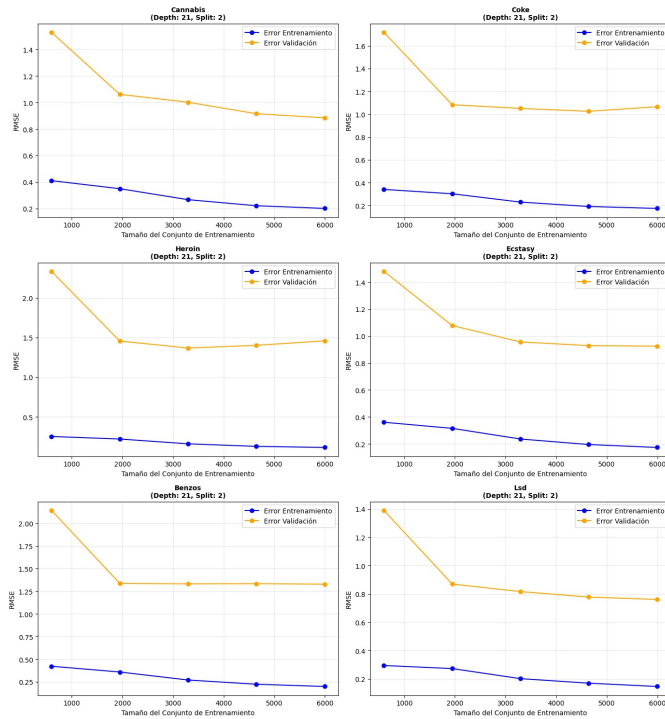 Cannabis
(Depth: 21, Split: 2)
Error Entrenamiento
Error Validación
1.4
1.2
1.0
0.8
0.6
0.4
0.2
RMSE
1000 2000 3000 4000 5000 6000
Tamaño del Conjunto de Entrenamiento
Coke
(Depth: 21, Split: 2)
Error Entrenamiento
Error Validación
1.6
1.4
1.2
1.0
0.8
0.6
0.4
0.2
RMSE
1000 2000 3000 4000 5000 6000
Tamaño del Conjunto de Entrenamiento
Heroin
(Depth: 21, Split: 2)
Error Entrenamiento
Error Validación
2.0
1.5
1.0
0.5
RMSE
1000 2000 3000 4000 5000 6000
Tamaño del Conjunto de Entrenamiento
Ecstasy
(Depth: 21, Split: 2)
Error Entrenamiento
Error Validación
1.4
1.2
1.0
0.8
0.6
0.4
0.2
RMSE
1000 2000 3000 4000 5000 6000
Tamaño del Conjunto de Entrenamiento
Benzos
(Depth: 21, Split: 2)
Error Entrenamiento
Error Validación
2.00
1.75
1.50
1.25
1.00
0.75
0.50
0.25
RMSE
1000 2000 3000 4000 5000 6000
Tamaño del Conjunto de Entrenamiento
Lsd
(Depth: 21, Split: 2)
Error Entrenamiento
Error Validación
1.4
1.2
1.0
0.8
0.6
0.4
0.2
RMSE
1000 2000 3000 4000 5000 6000
Tamaño del Conjunto de Entrenamiento